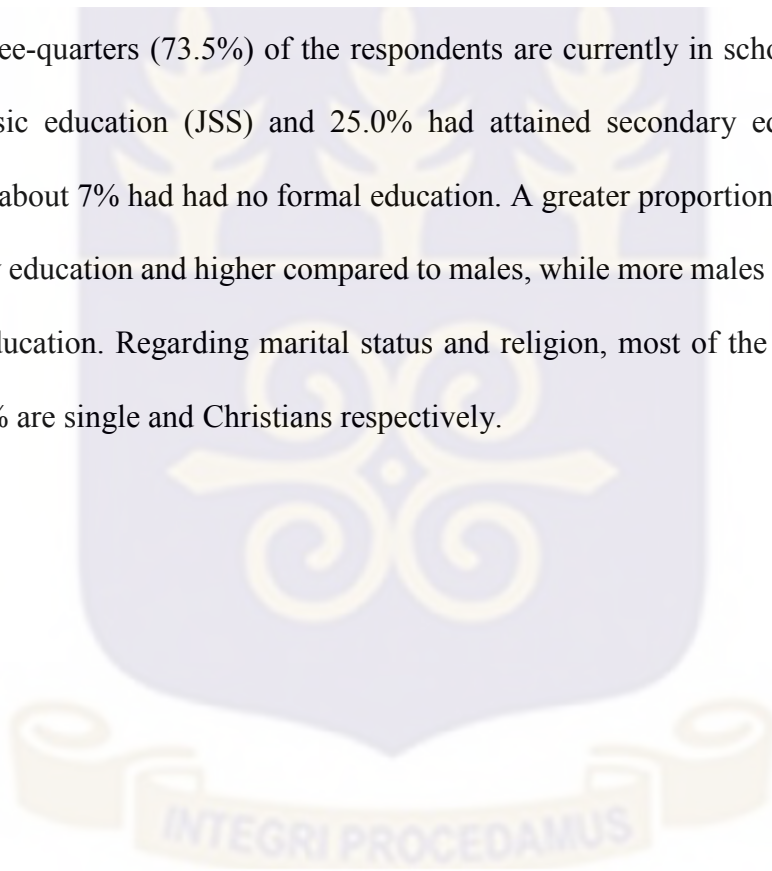 ee-quarters (73.5%) of the respondents are currently in scho
sic education (JSS) and 25.0% had attained secondary ed
about 7% had had no formal education. A greater proportion
y education and higher compared to males, while more males
ducation. Regarding marital status and religion, most of the
% are single and Christians respectively.
INTEGRI PROCEDAMUS